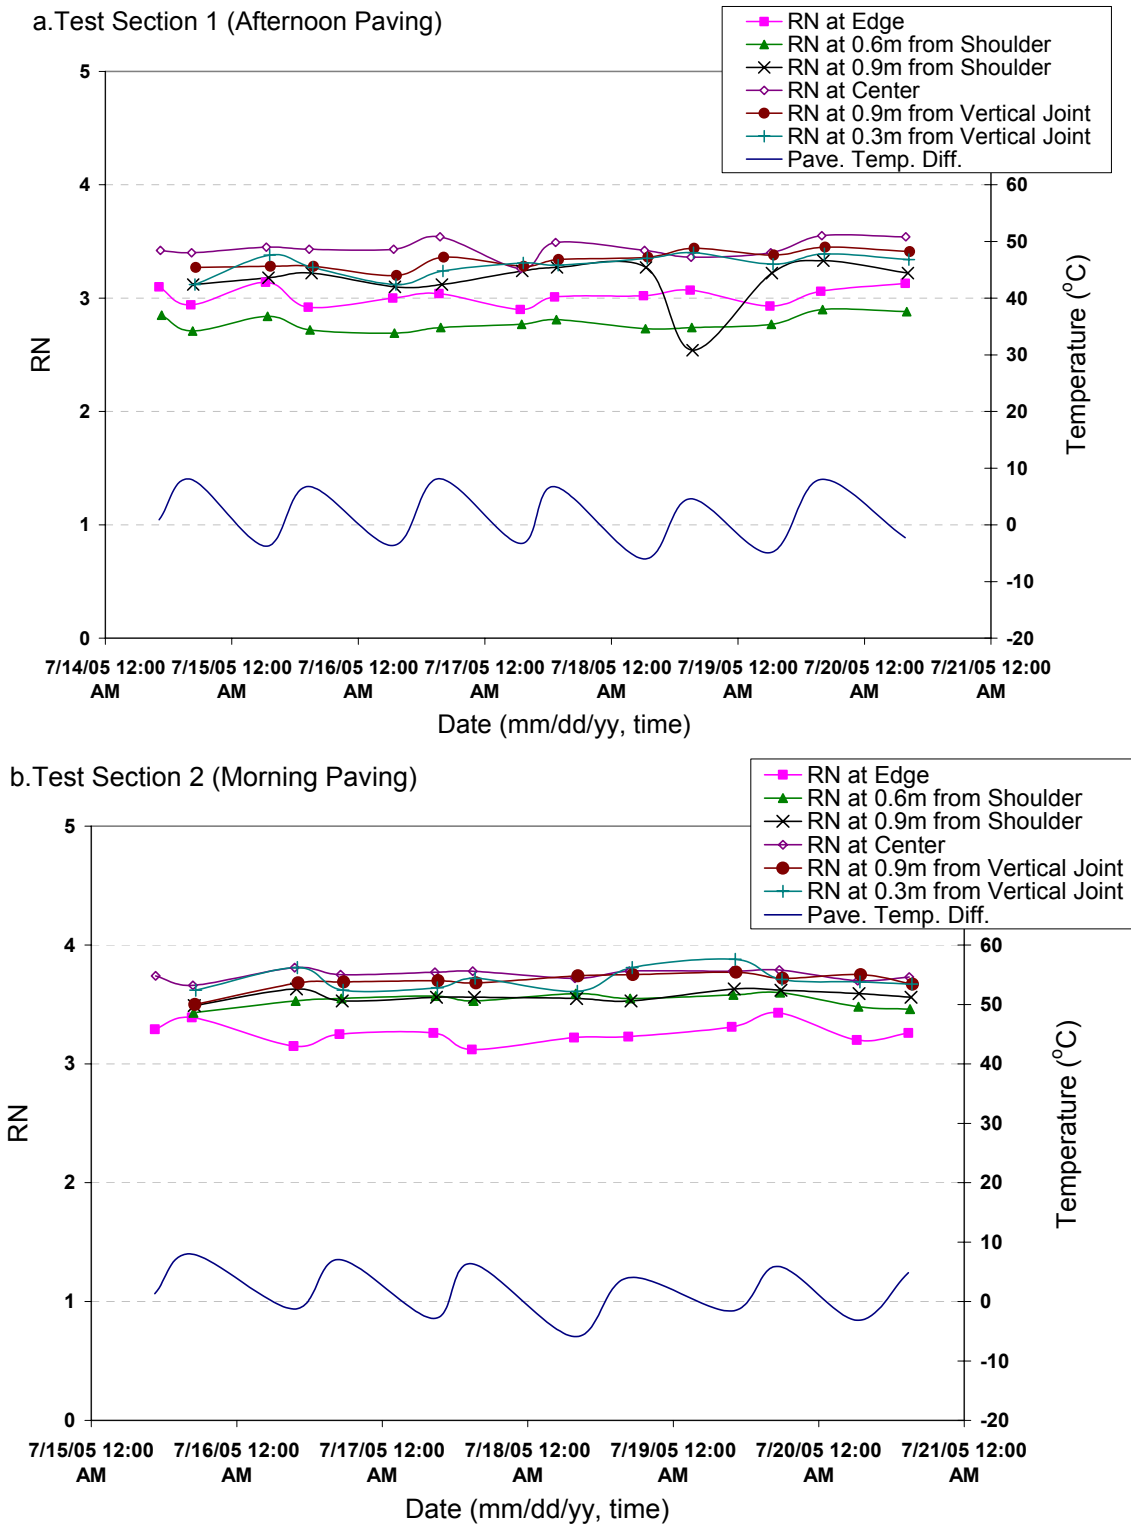 a.Test Section 1 (Afternoon Paving)
RN at Edge
RN at 0.6m from Shoulder
RN at 0.9m from Shoulder
RN at Center
RN at 0.9m from Vertical Joint
RN at 0.3m from Vertical Joint
Pave. Temp. Diff.
5
4
3
2
1
0
RN
60
50
40
30
20
10
0
-10
-20
Temperature (°C)
7/14/05 12:00 AM
7/15/05 12:00 AM
7/16/05 12:00 AM
7/17/05 12:00 AM
7/18/05 12:00 AM
7/19/05 12:00 AM
7/20/05 12:00 AM
7/21/05 12:00 AM
Date (mm/dd/yy, time)
b.Test Section 2 (Morning Paving)
RN at Edge
RN at 0.6m from Shoulder
RN at 0.9m from Shoulder
RN at Center
RN at 0.9m from Vertical Joint
RN at 0.3m from Vertical Joint
Pave. Temp. Diff.
5
4
3
2
1
0
RN
60
50
40
30
20
10
0
-10
-20
Temperature (°C)
7/15/05 12:00 AM
7/16/05 12:00 AM
7/17/05 12:00 AM
7/18/05 12:00 AM
7/19/05 12:00 AM
7/20/05 12:00 AM
7/21/05 12:00 AM
Date (mm/dd/yy, time)